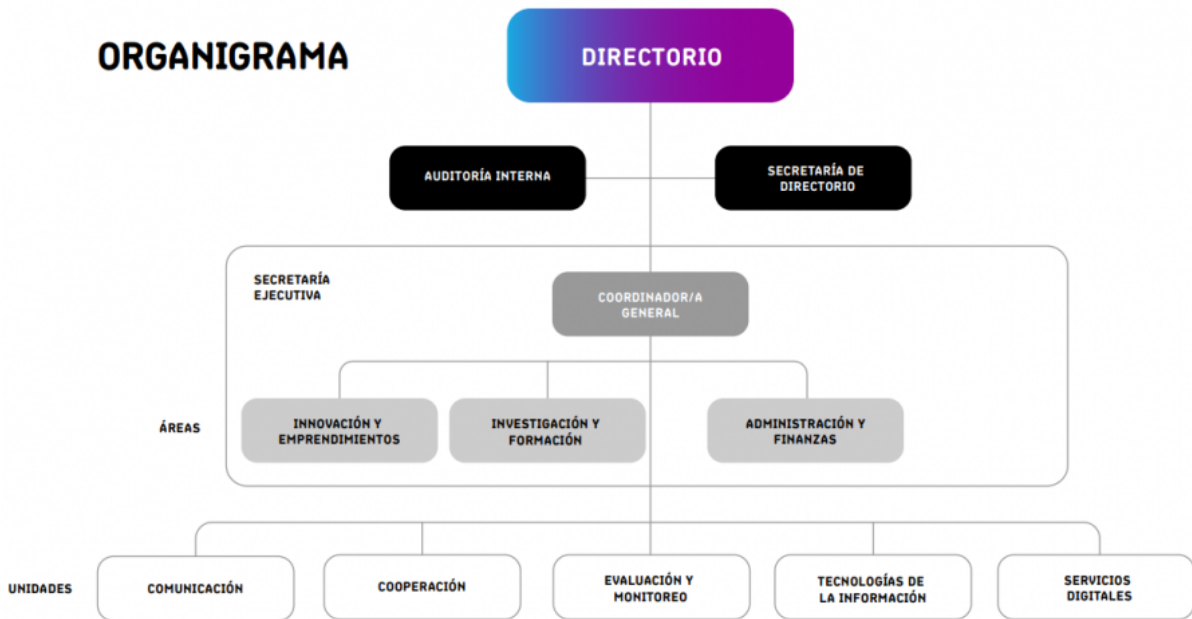 ORGANIGRAMA
DIRECTORIO
AUDITORÍA INTERNA
SECRETARÍA DE
DIRECTORIO
SECRETARÍA
EJECUTIVA
COORDINADOR/A
GENERAL
ÁREAS
INNOVACIÓN Y
EMPRENDIMIENTOS
INVESTIGACIÓN Y
FORMACIÓN
ADMINISTRACIÓN Y
FINANZAS
UNIDADES
COMUNICACIÓN
COOPERACIÓN
EVALUACIÓN Y
MONITOREO
TECNOLOGÍAS DE
LA INFORMACIÓN
SERVICIOS
DIGITALES